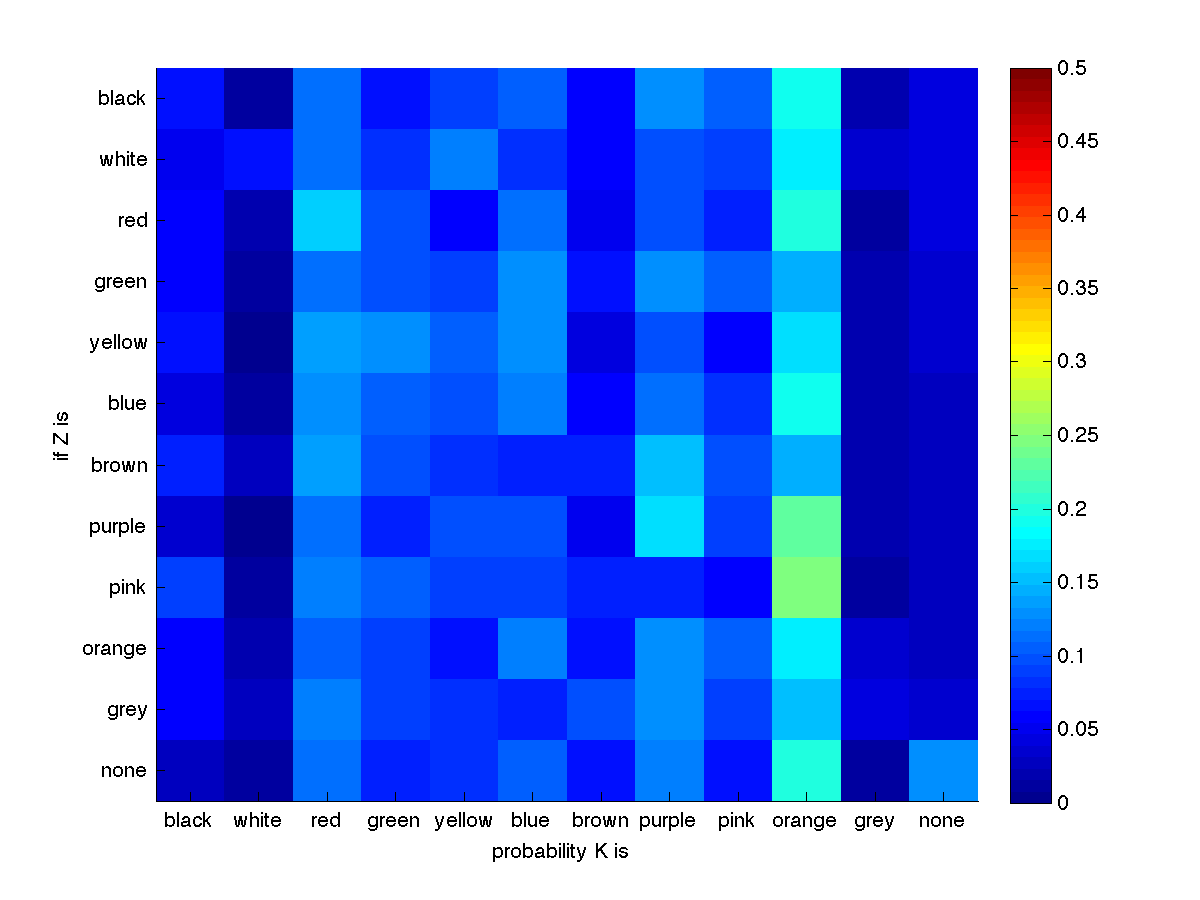 black
white
red
green
yellow
blue
brown
purple
pink
orange
grey
none
if Z is
black white red green yellow blue brown purple pink orange grey none
probability K is
0.5
0.45
0.4
0.35
0.3
0.25
0.2
0.15
0.1
0.05
0